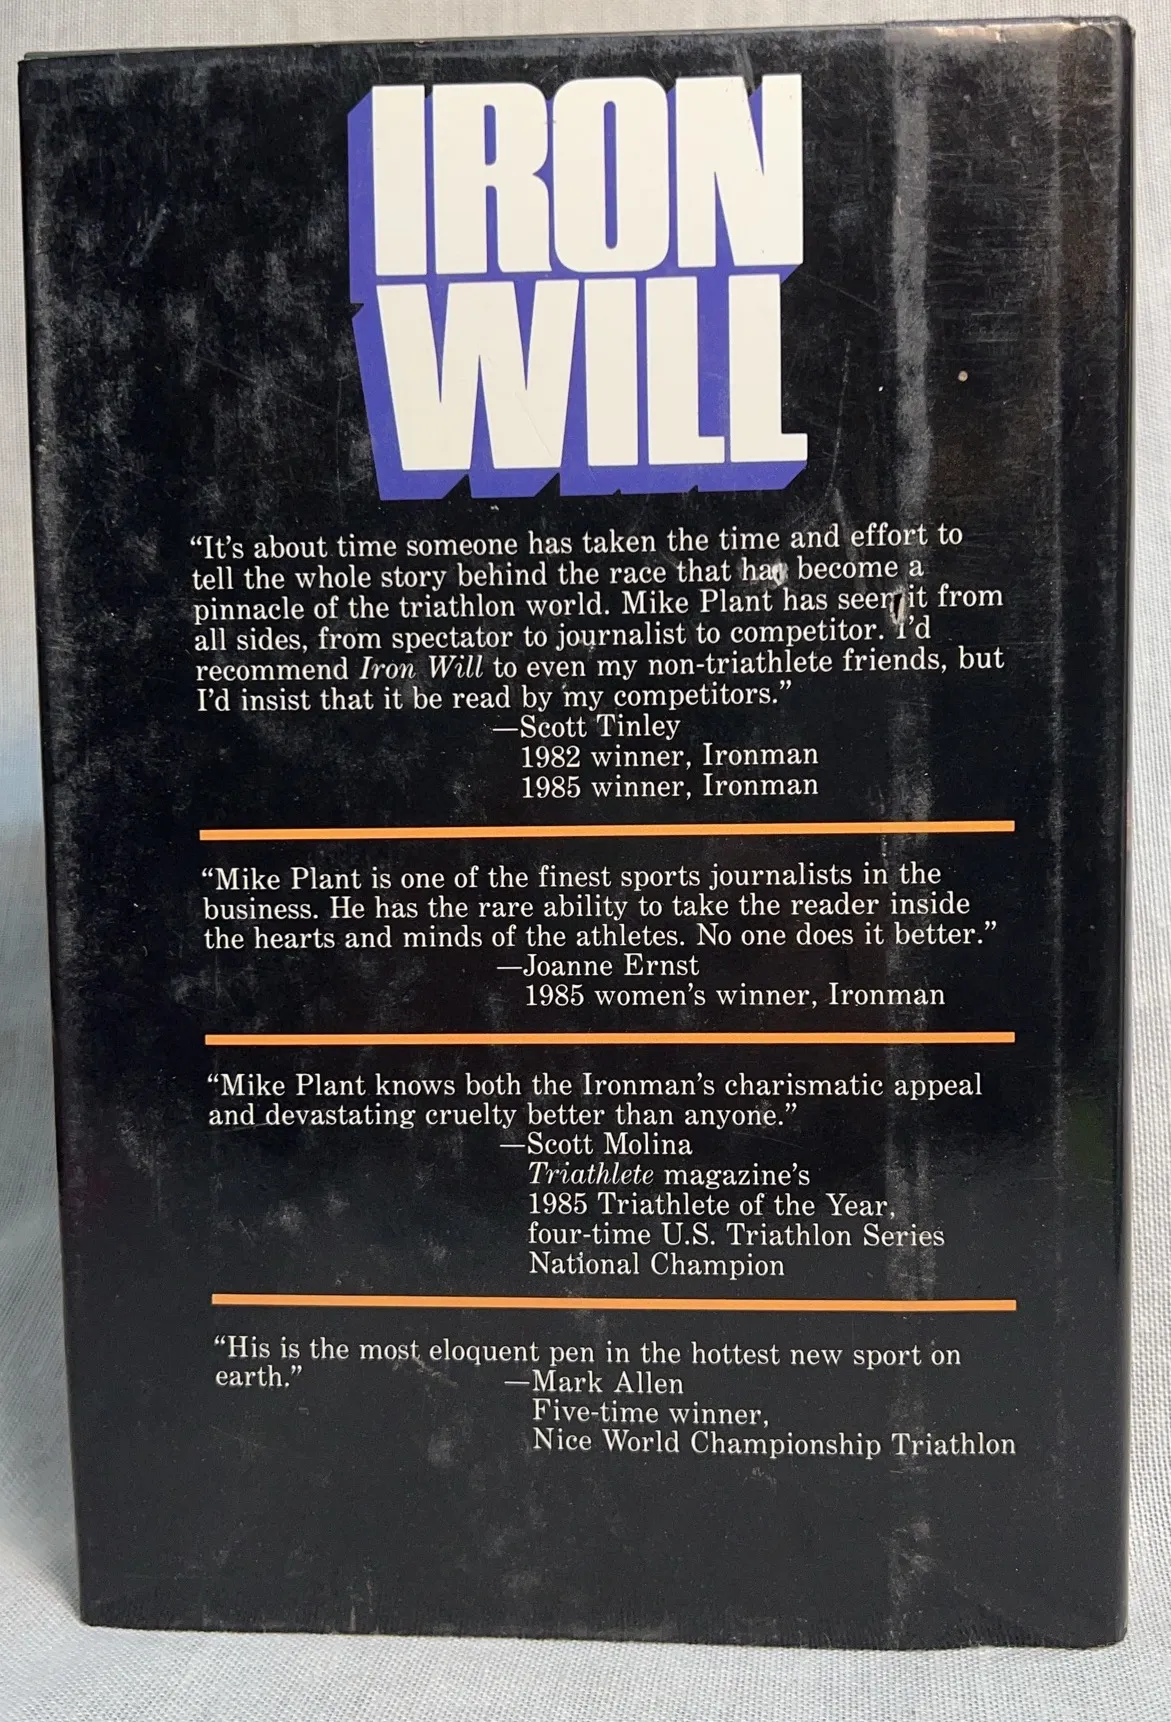 IRON
WILL
“It’s about time someone has taken the time and effort to
tell the whole story behind the race that has become a
pinnacle of the triathlon world. Mike Plant has seen it from
all sides, from spectator to journalist to competitor. I’d
recommend Iron Will to even my non-triathlete friends, but
I’d insist that it be read by my competitors.”
—Scott Tinley
1982 winner, Ironman
1985 winner, Ironman
“Mike Plant is one of the finest sports journalists in the
business. He has the rare ability to take the reader inside
the hearts and minds of the athletes. No one does it better.”
—Joanne Ernst
1985 women’s winner, Ironman
“Mike Plant knows both the Ironman’s charismatic appeal
and devastating cruelty better than anyone.”
—Scott Molina
Triathlete magazine’s
1985 Triathlete of the Year,
four-time U.S. Triathlon Series
National Champion
“His is the most eloquent pen in the hottest new sport on
earth.”
—Mark Allen
Five-time winner,
Nice World Championship Triathlon